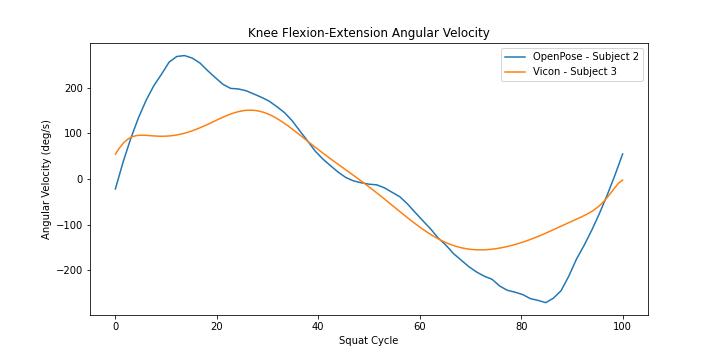 Knee Flexion-Extension Angular Velocity
OpenPose - Subject 2
Vicon - Subject 3
Angular Velocity (deg/s)
200
100
0
−100
−200
0 20 40 60 80 100
Squat Cycle